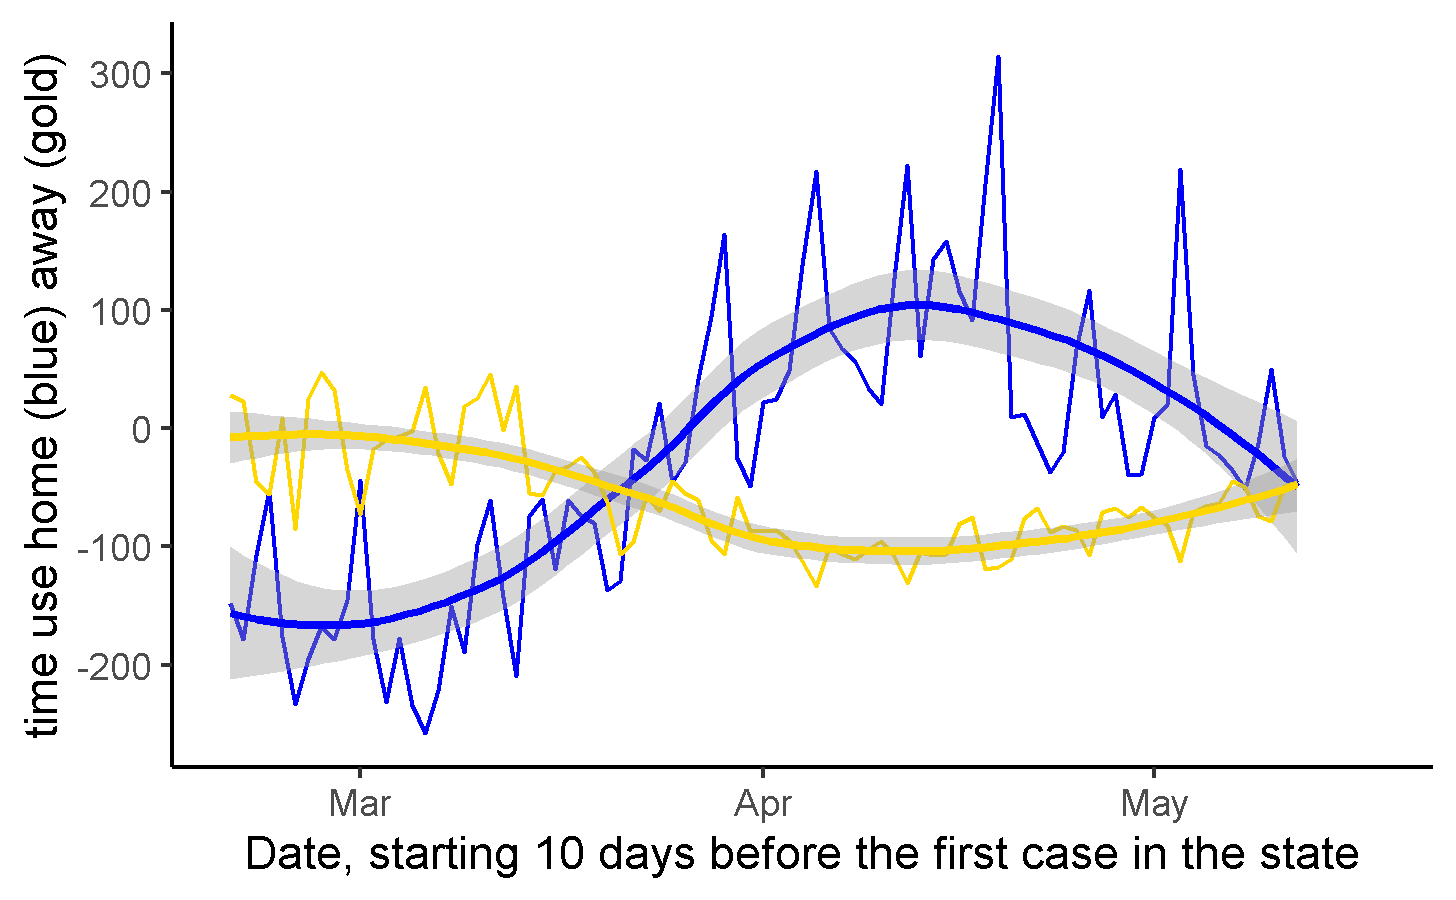 time use home (blue) away (gold)
300
200
100
0
-100
-200
Mar Apr May
Date, starting 10 days before the first case in the state